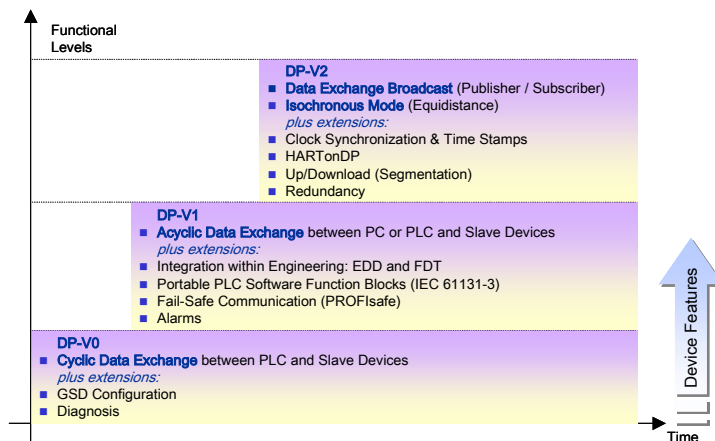 Functional
Levels
DP-V2
■ Data Exchange Broadcast (Publisher / Subscriber)
■ Isochronous Mode (Equidistance)
plus extensions:
■ Clock Synchronization & Time Stamps
■ HARTonDP
■ Up/Download (Segmentation)
■ Redundancy
DP-V1
■ Acyclic Data Exchange between PC or PLC and Slave Devices
plus extensions:
■ Integration within Engineering: EDD and FDT
■ Portable PLC Software Function Blocks (IEC 61131-3)
■ Fail-Safe Communication (PROFIsafe)
■ Alarms
DP-V0
■ Cyclic Data Exchange between PLC and Slave Devices
plus extensions:
■ GSD Configuration
■ Diagnosis
Device Features
Time